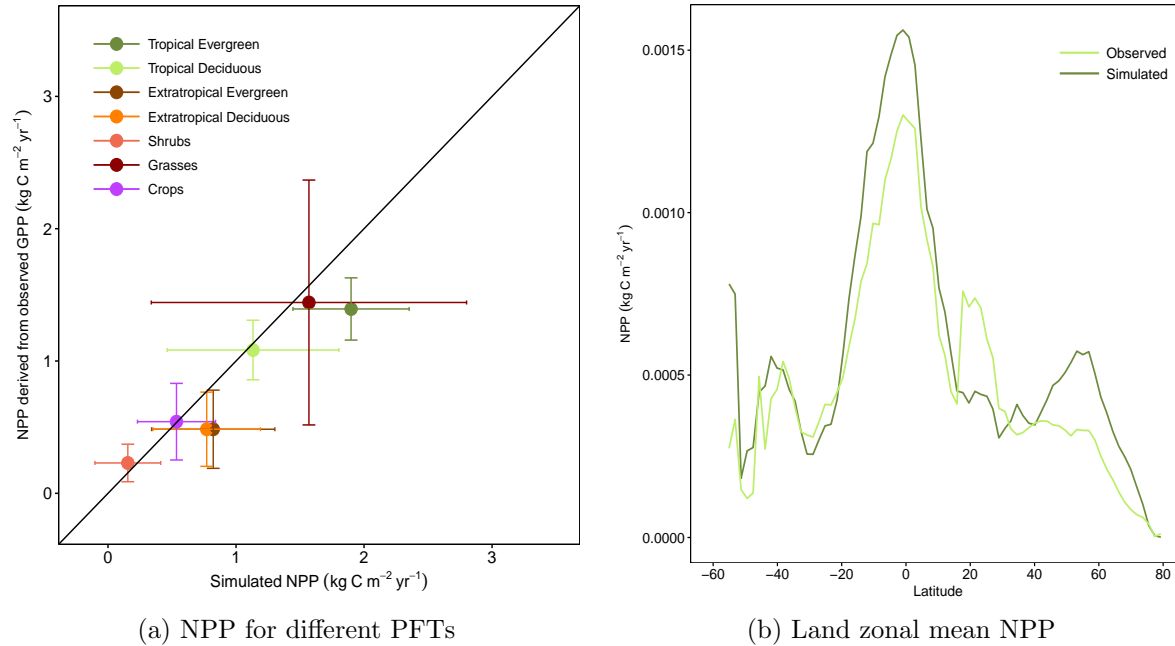 Tropical Evergreen
Tropical Deciduous
Extratropical Evergreen
Extratropical Deciduous
Shrubs
Grasses
Crops
NPP derived from observed GPP (kg C m⁻² yr⁻¹)
3
2
1
0
0 1 2 3
Simulated NPP (kg C m⁻² yr⁻¹)
(a) NPP for different PFTs
Observed
Simulated
NPP (kg C m⁻² yr⁻¹)
0.0015
0.0010
0.0005
0.0000
−60 −40 −20 0 20 40 60 80
Latitude
(b) Land zonal mean NPP